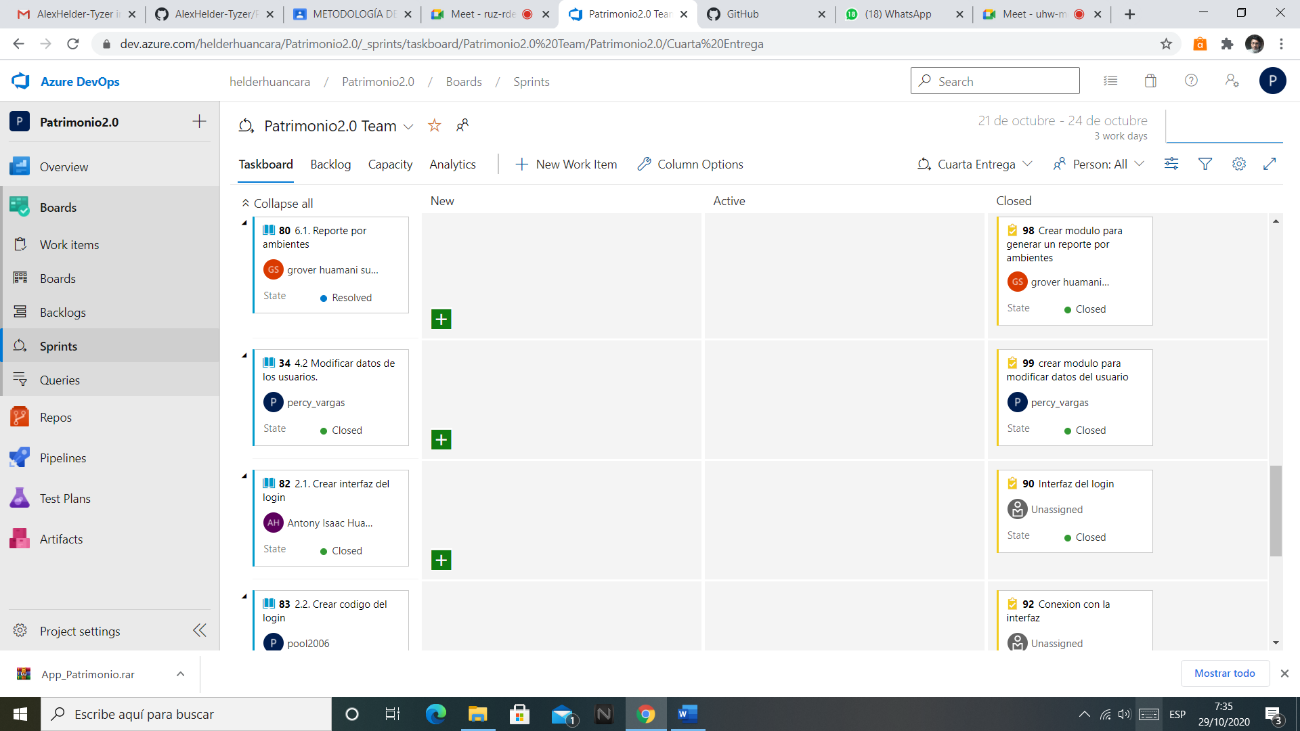 AlexHelder-Tyzer in
AlexHelder-Tyzer/P
METODOLOGÍA DE
Meet - ruz-rde
Patrimonio2.0 Tean
GitHub
(18) WhatsApp
Meet - uhw-m
dev.azure.com/helderhuancara/Patrimonio2.0/_sprints/taskboard/Patrimonio2.0%20Team/Patrimonio2.0/Cuarta%20Entrega
Azure DevOps
helderhuancara / Patrimonio2.0 / Boards / Sprints
Search
P
P Patrimonio2.0
Overview
Boards
Work items
Boards
Backlogs
Sprints
Queries
Repos
Pipelines
Test Plans
Artifacts
Project settings
Patrimonio2.0 Team
21 de octubre - 24 de octubre
3 work days
Taskboard Backlog Capacity Analytics
New Work Item
Column Options
Cuarta Entrega
Person: All
Collapse all
New
Active
Closed
80 6.1. Reporte por
ambientes
GS grover huamani su...
State Resolved
98 Crear modulo para
generar un reporte por
ambientes
GS grover huamani...
State Closed
34 4.2 Modificar datos de
los usuarios.
P percy_vargas
State Closed
99 crear modulo para
modificar datos del usuario
P percy_vargas
State Closed
82 2.1. Crear interfaz del
login
AH Antony Isaac Hua...
State Closed
90 Interfaz del login
Unassigned
State Closed
83 2.2. Crear codigo del
login
P pool2006
92 Conexion con la
interfaz
Unassigned
App_Patrimonio.rar
Mostrar todo
Escribe aquí para buscar
1
ESP
7:35
29/10/2020
3